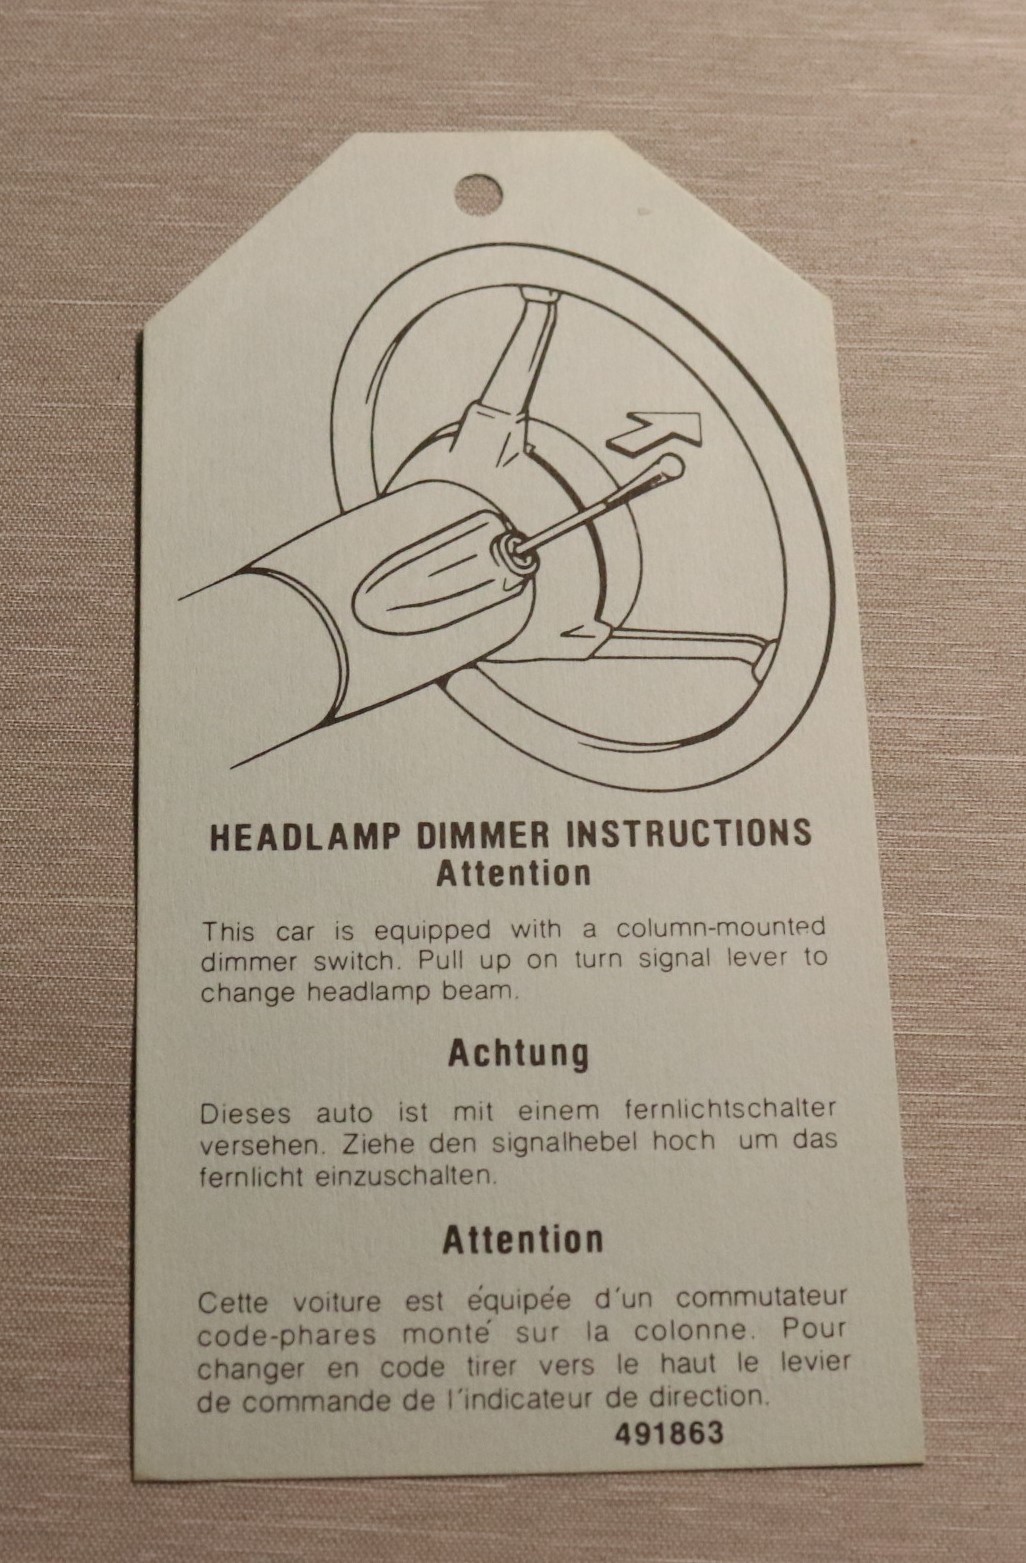 HEADLAMP DIMMER INSTRUCTIONS
Attention
This car is equipped with a column-mounted
dimmer switch. Pull up on turn signal lever to
change headlamp beam.
Achtung
Dieses auto ist mit einem fernlichtschalter
versehen. Ziehe den signalhebel hoch um das
fernlicht einzuschalten.
Attention
Cette voiture est équipée d'un commutateur
code-phares monté sur la colonne. Pour
changer en code tirer vers le haut le levier
de commande de l'indicateur de direction.
491863